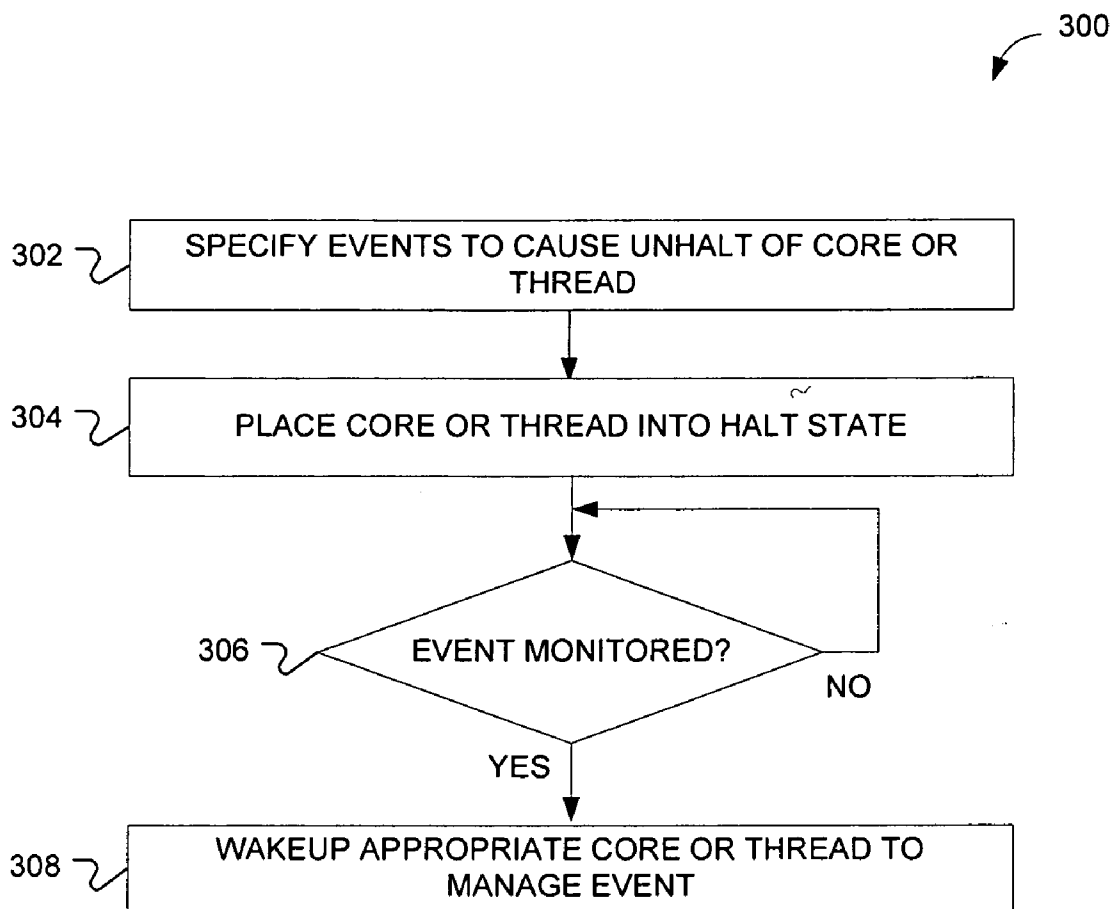 300
302
SPECIFY EVENTS TO CAUSE UNHALT OF CORE OR
THREAD
304
PLACE CORE OR THREAD INTO HALT STATE
306
EVENT MONITORED?
NO
YES
308
WAKEUP APPROPRIATE CORE OR THREAD TO
MANAGE EVENT